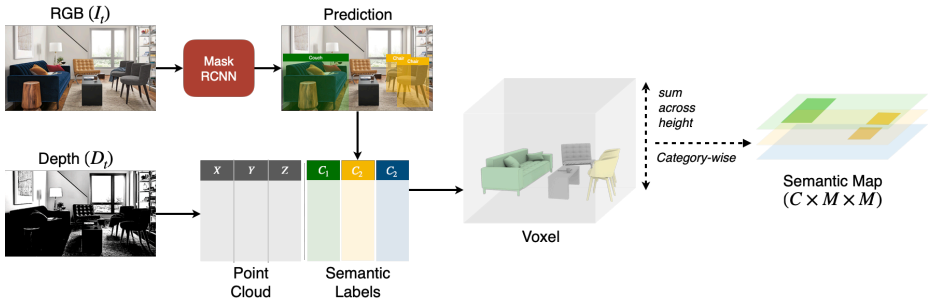 RGB (I_t)
Prediction
Mask
RCNN
Couch
Chair
Chair
sum
across
height
Category-wise
Depth (D_t)
X Y Z C_1 C_2 C_2
Semantic Map
(C × M × M)
Voxel
Point
Cloud
Semantic
Labels